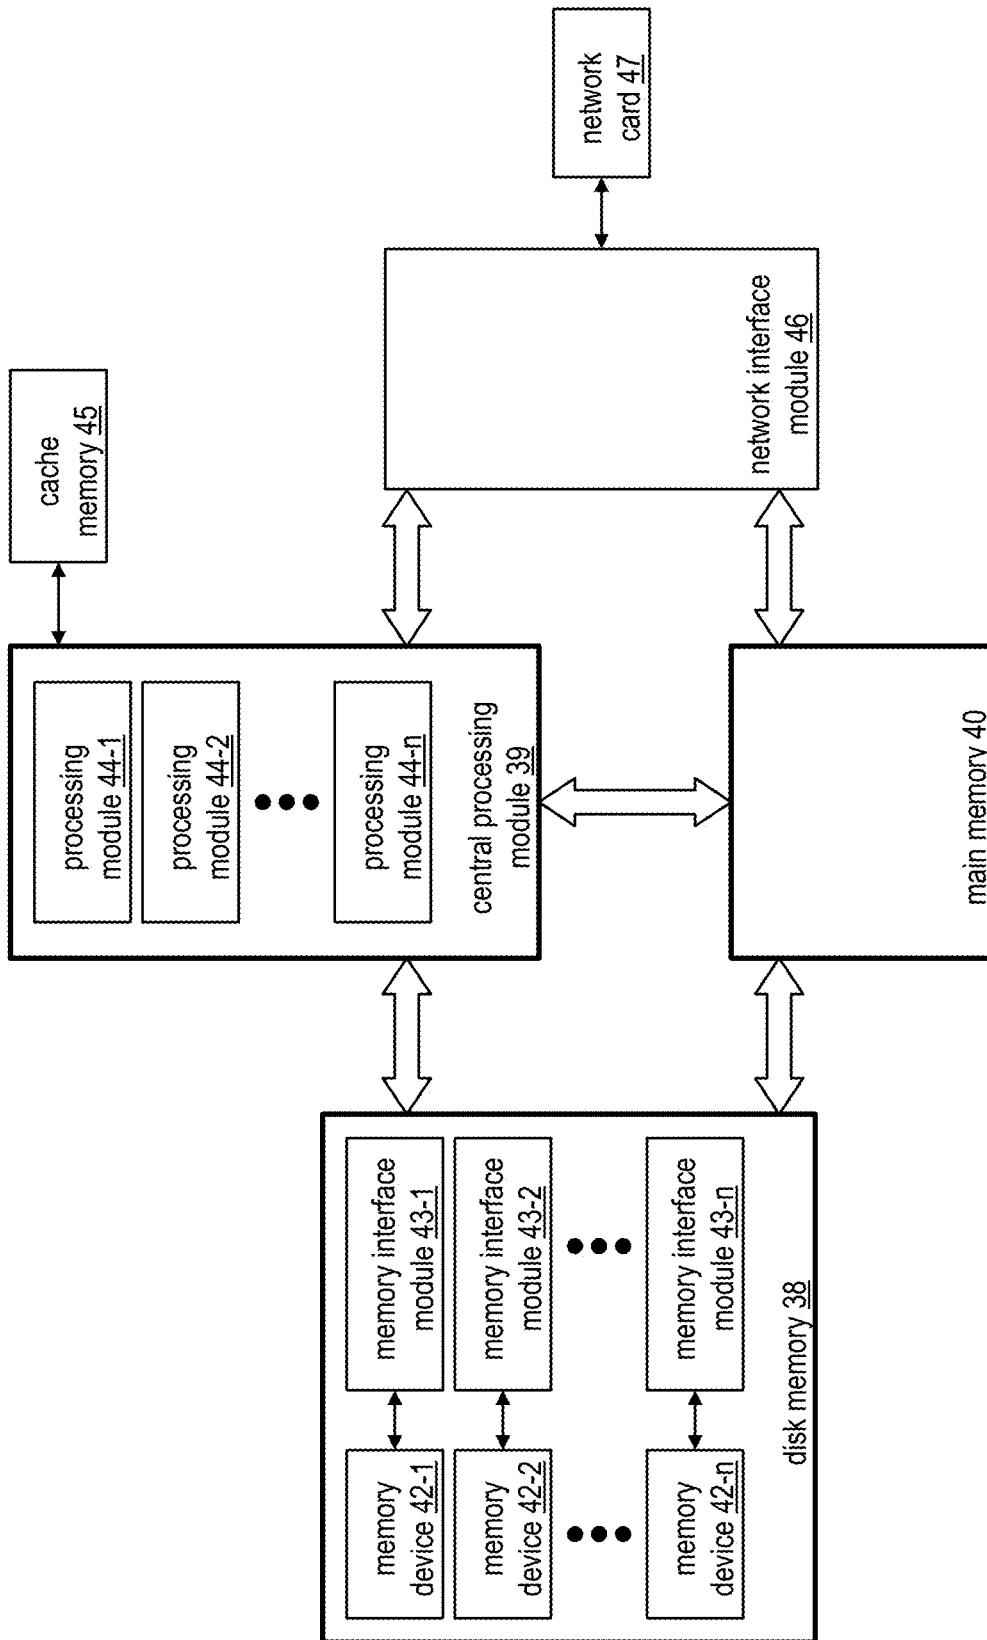 memory
device 42-1
memory interface
module 43-1
memory
device 42-2
memory interface
module 43-2
memory
device 42-n
memory interface
module 43-n
disk memory 38
processing
module 44-1
processing
module 44-2
processing
module 44-n
central processing
module 39
cache
memory 45
main memory 40
network interface
module 46
network
card 47